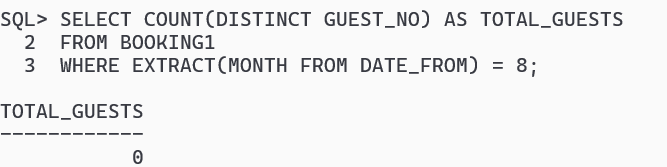 SQL> SELECT COUNT(DISTINCT GUEST_NO) AS TOTAL_GUESTS
  2  FROM BOOKING1
  3  WHERE EXTRACT(MONTH FROM DATE_FROM) = 8;

TOTAL_GUESTS
------------
           0